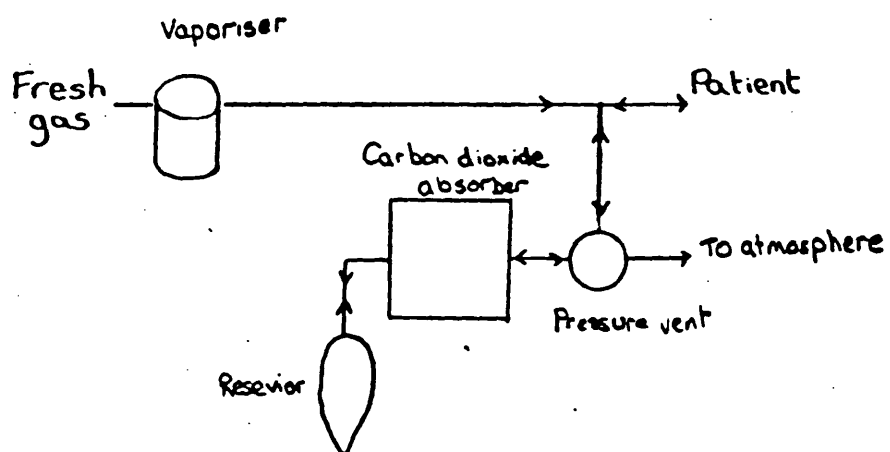 Vaporiser
Fresh
gas
Patient
Carbon dioxide
absorber
To atmosphere
Pressure vent
Resevior